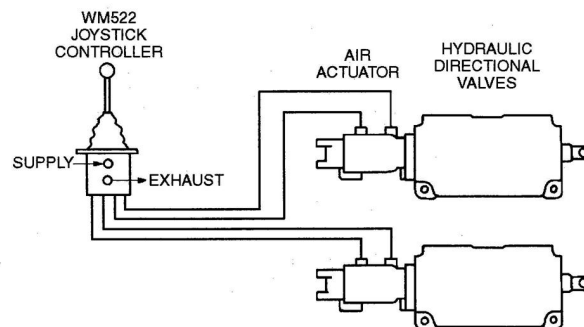 WM522
JOYSTICK
CONTROLLER
AIR
ACTUATOR
HYDRAULIC
DIRECTIONAL
VALVES
SUPPLY
EXHAUST